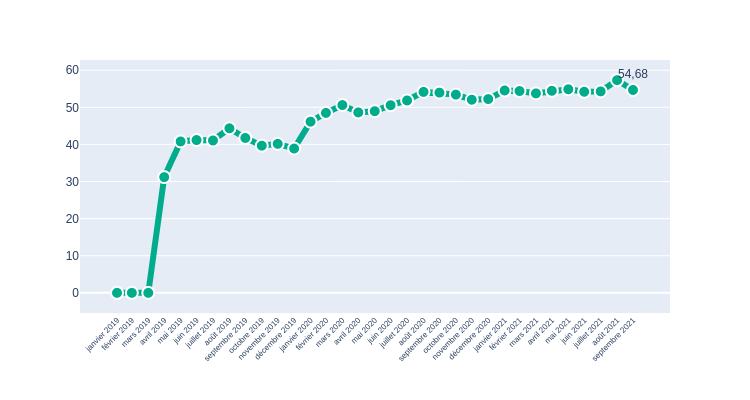 60
50
40
30
20
10
0
54,68
janvier 2019
février 2019
mars 2019
avril 2019
mai 2019
juin 2019
juillet 2019
août 2019
septembre 2019
octobre 2019
novembre 2019
décembre 2019
janvier 2020
février 2020
mars 2020
avril 2020
mai 2020
juin 2020
juillet 2020
août 2020
septembre 2020
octobre 2020
novembre 2020
décembre 2020
janvier 2021
février 2021
mars 2021
avril 2021
mai 2021
juin 2021
juillet 2021
août 2021
septembre 2021